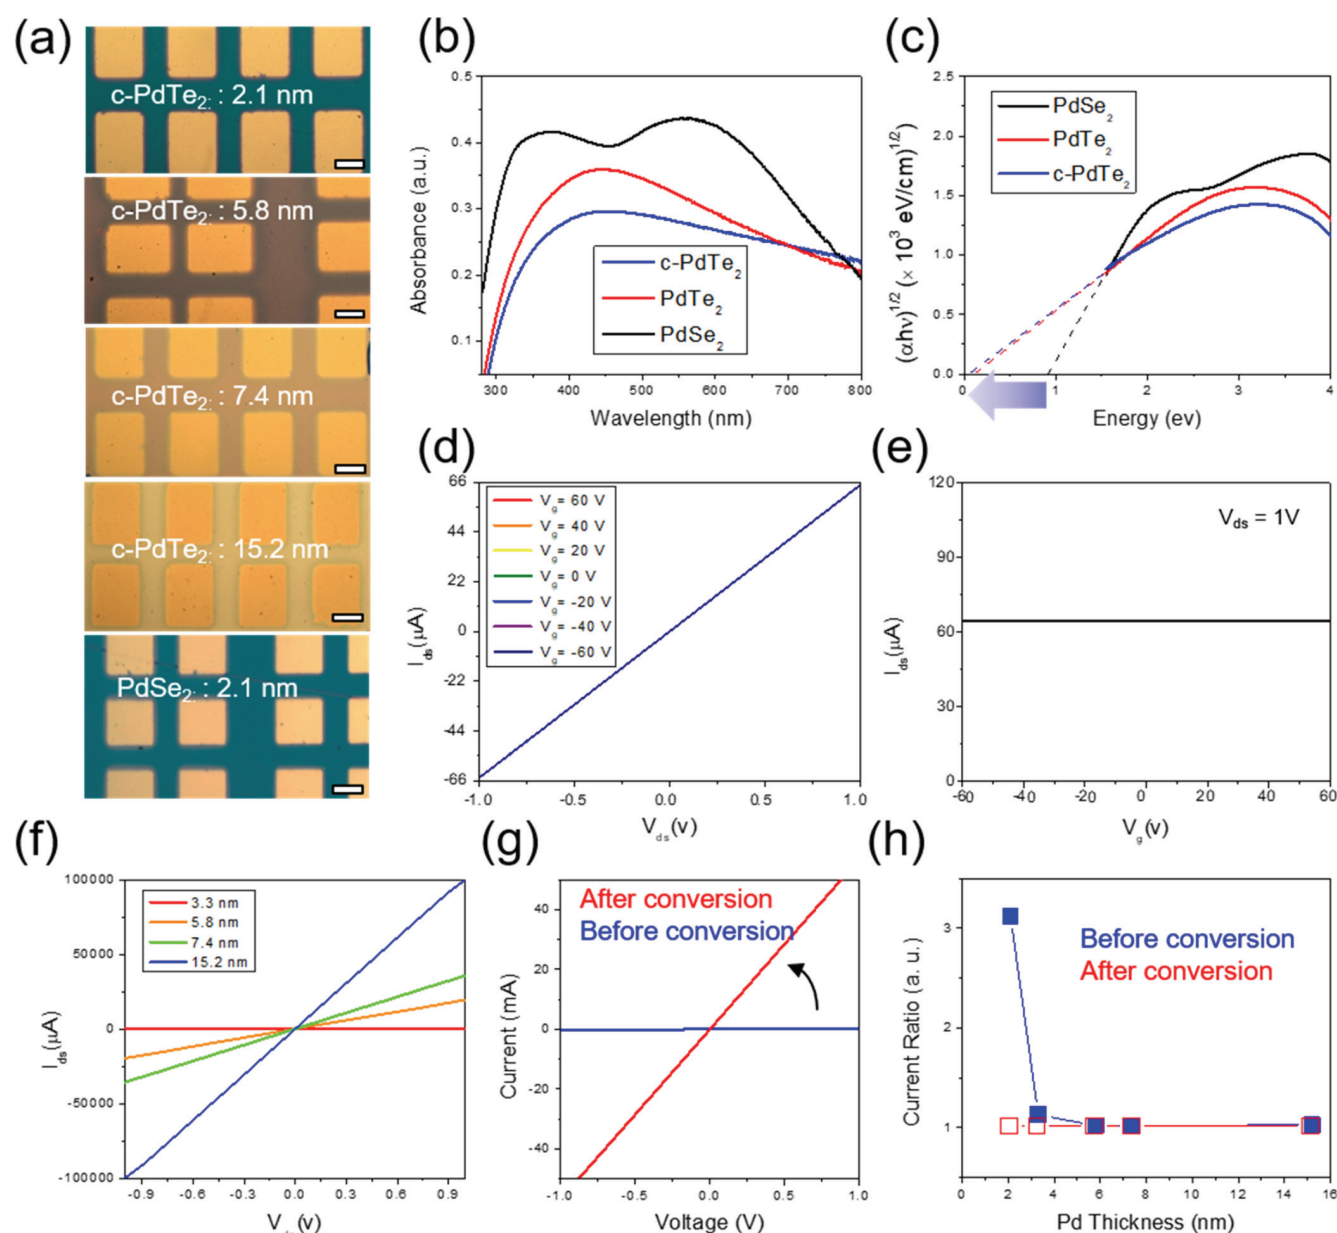 (a)
c-PdTe2: : 2.1 nm
c-PdTe2: : 5.8 nm
c-PdTe2: : 7.4 nm
c-PdTe2: : 15.2 nm
PdSe2: : 2.1 nm
(b)
0.5
0.4
0.3
0.2
0.1
Absorbance (a.u.)
c-PdTe2
PdTe2
PdSe2
300 400 500 600 700 800
Wavelength (nm)
(c)
2.5
2.0
1.5
1.0
0.5
0.0
(αhν)1/2 (× 103 eV/cm)1/2
PdSe2
PdTe2
c-PdTe2
0 1 2 3 4
Energy (ev)
(d)
66
44
22
0
-22
-44
-66
Ids(μA)
Vg= 60 V
Vg= 40 V
Vg= 20 V
Vg= 0 V
Vg= -20 V
Vg= -40 V
Vg= -60 V
-1.0 -0.5 0.0 0.5 1.0
Vds(v)
(e)
120
90
60
30
0
Ids(μA)
Vds = 1V
-60 -40 -20 0 20 40 60
Vg(v)
(f)
100000
50000
0
-50000
-100000
Ids(μA)
3.3 nm
5.8 nm
7.4 nm
15.2 nm
-0.9 -0.6 -0.3 0.0 0.3 0.6 0.9
(g)
40
20
0
-20
-40
Current (mA)
After conversion
Before conversion
-1.0 -0.5 0.0 0.5 1.0
Voltage (V)
(h)
3
2
1
Current Ratio (a. u.)
Before conversion
After conversion
0 2 4 6 8 10 12 14 16
Pd Thickness (nm)